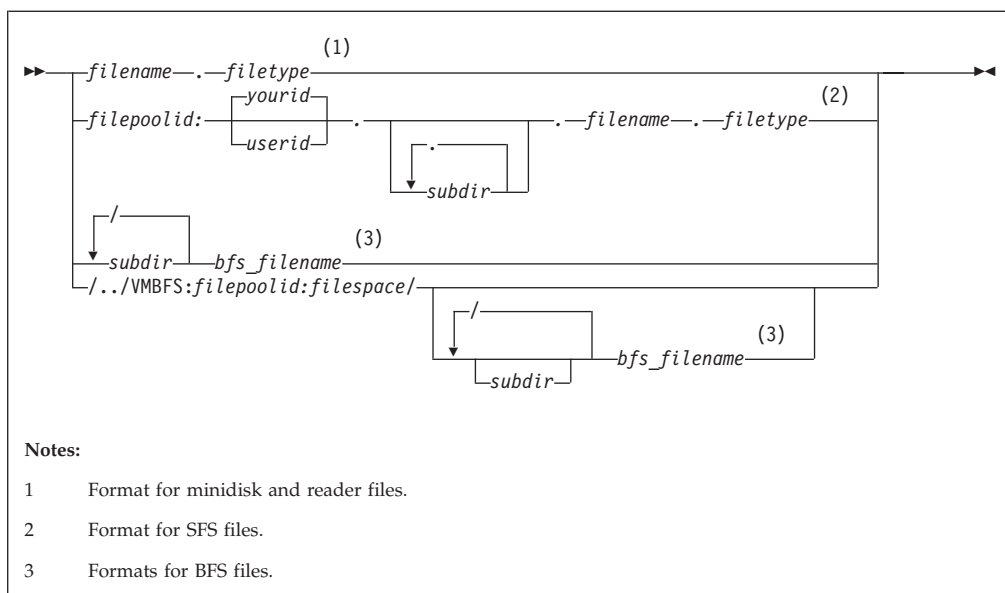 (1)
filename . filetype
yourid
(2)
filepoolid: . . filename . filetype
userid
.
subdir
/
(3)
subdir bfs_filename
/../VMBFS:filepoolid:filespace/
/
(3)
bfs_filename
subdir
Notes:
1 Format for minidisk and reader files.
2 Format for SFS files.
3 Formats for BFS files.